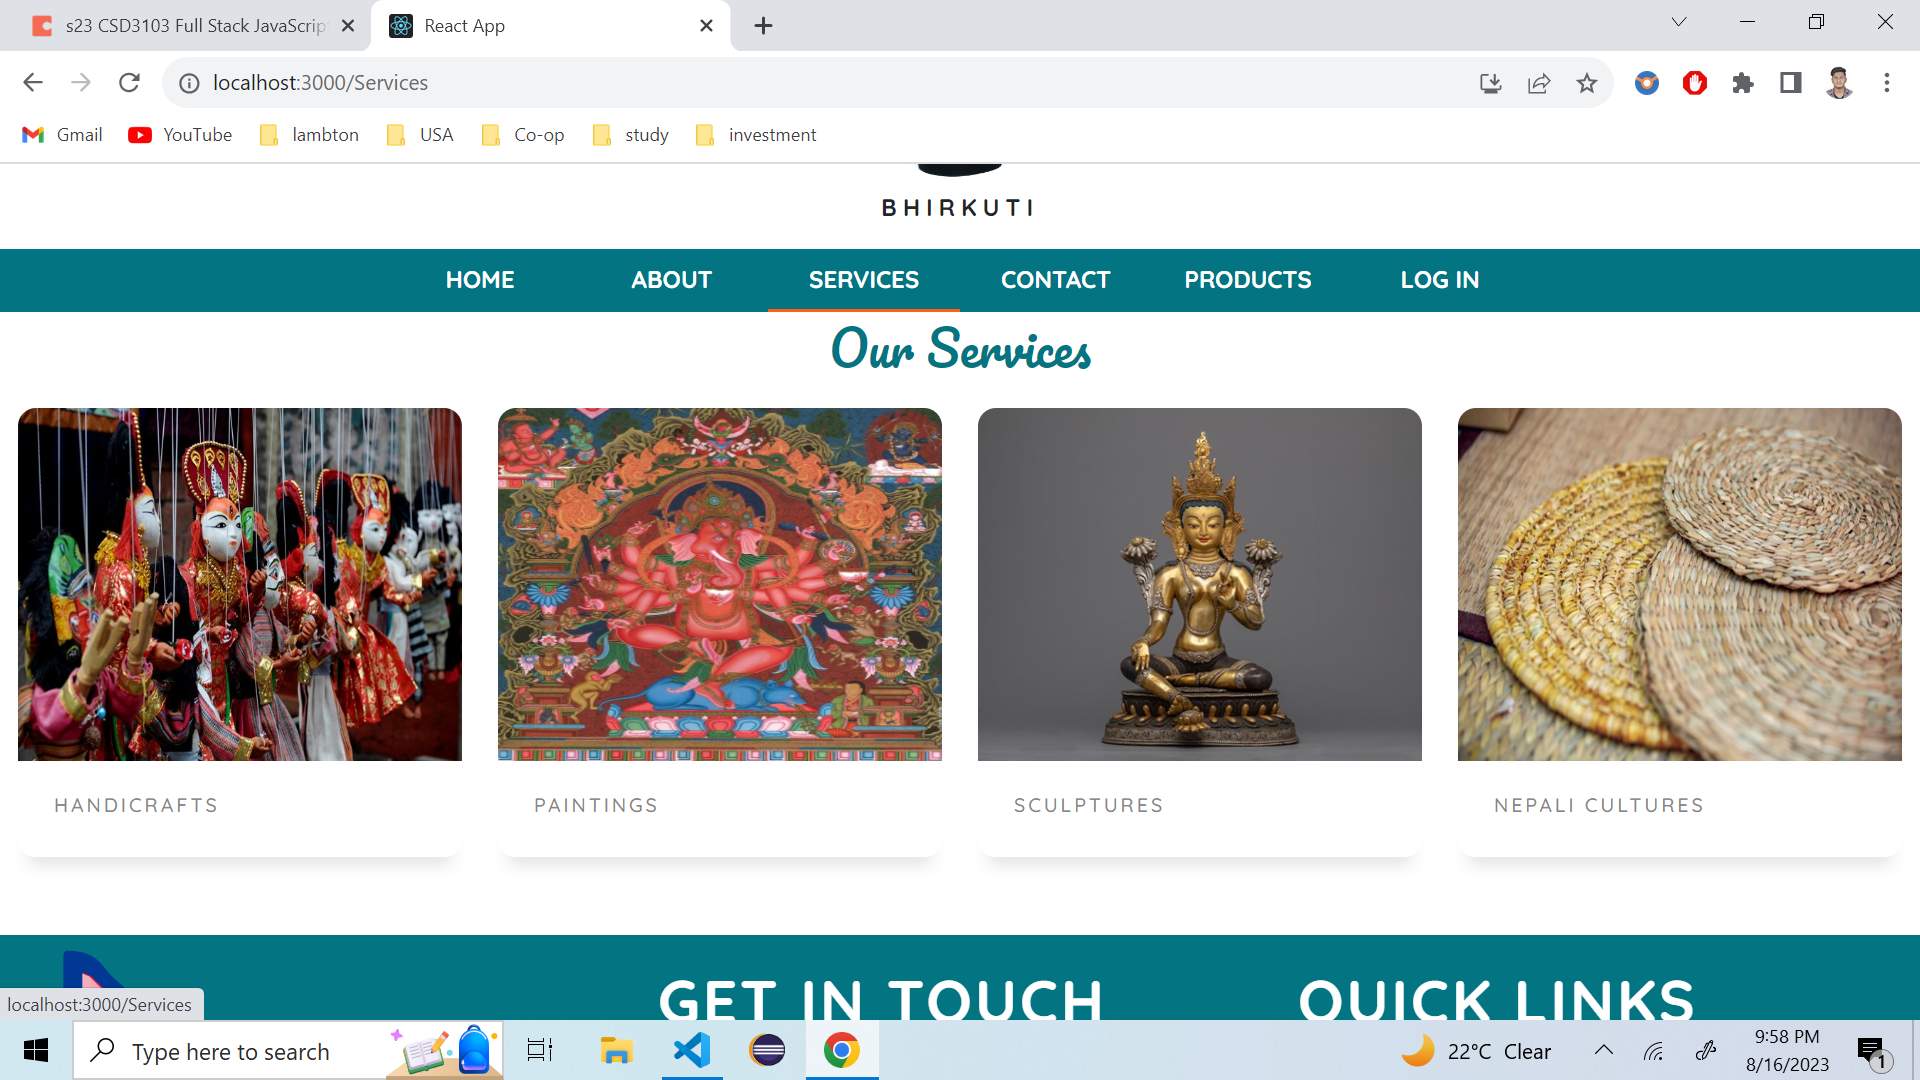 s23 CSD3103 Full Stack JavaScrip
React App
localhost:3000/Services
Gmail
YouTube
lambton
USA
Co-op
study
investment
BHIRKUTI
HOME
ABOUT
SERVICES
CONTACT
PRODUCTS
LOG IN
Our Services
HANDICRAFTS
PAINTINGS
SCULPTURES
NEPALI CULTURES
GET IN TOUCH
QUICK LINKS
localhost:3000/Services
Type here to search
22°C Clear
9:58 PM
8/16/2023
1